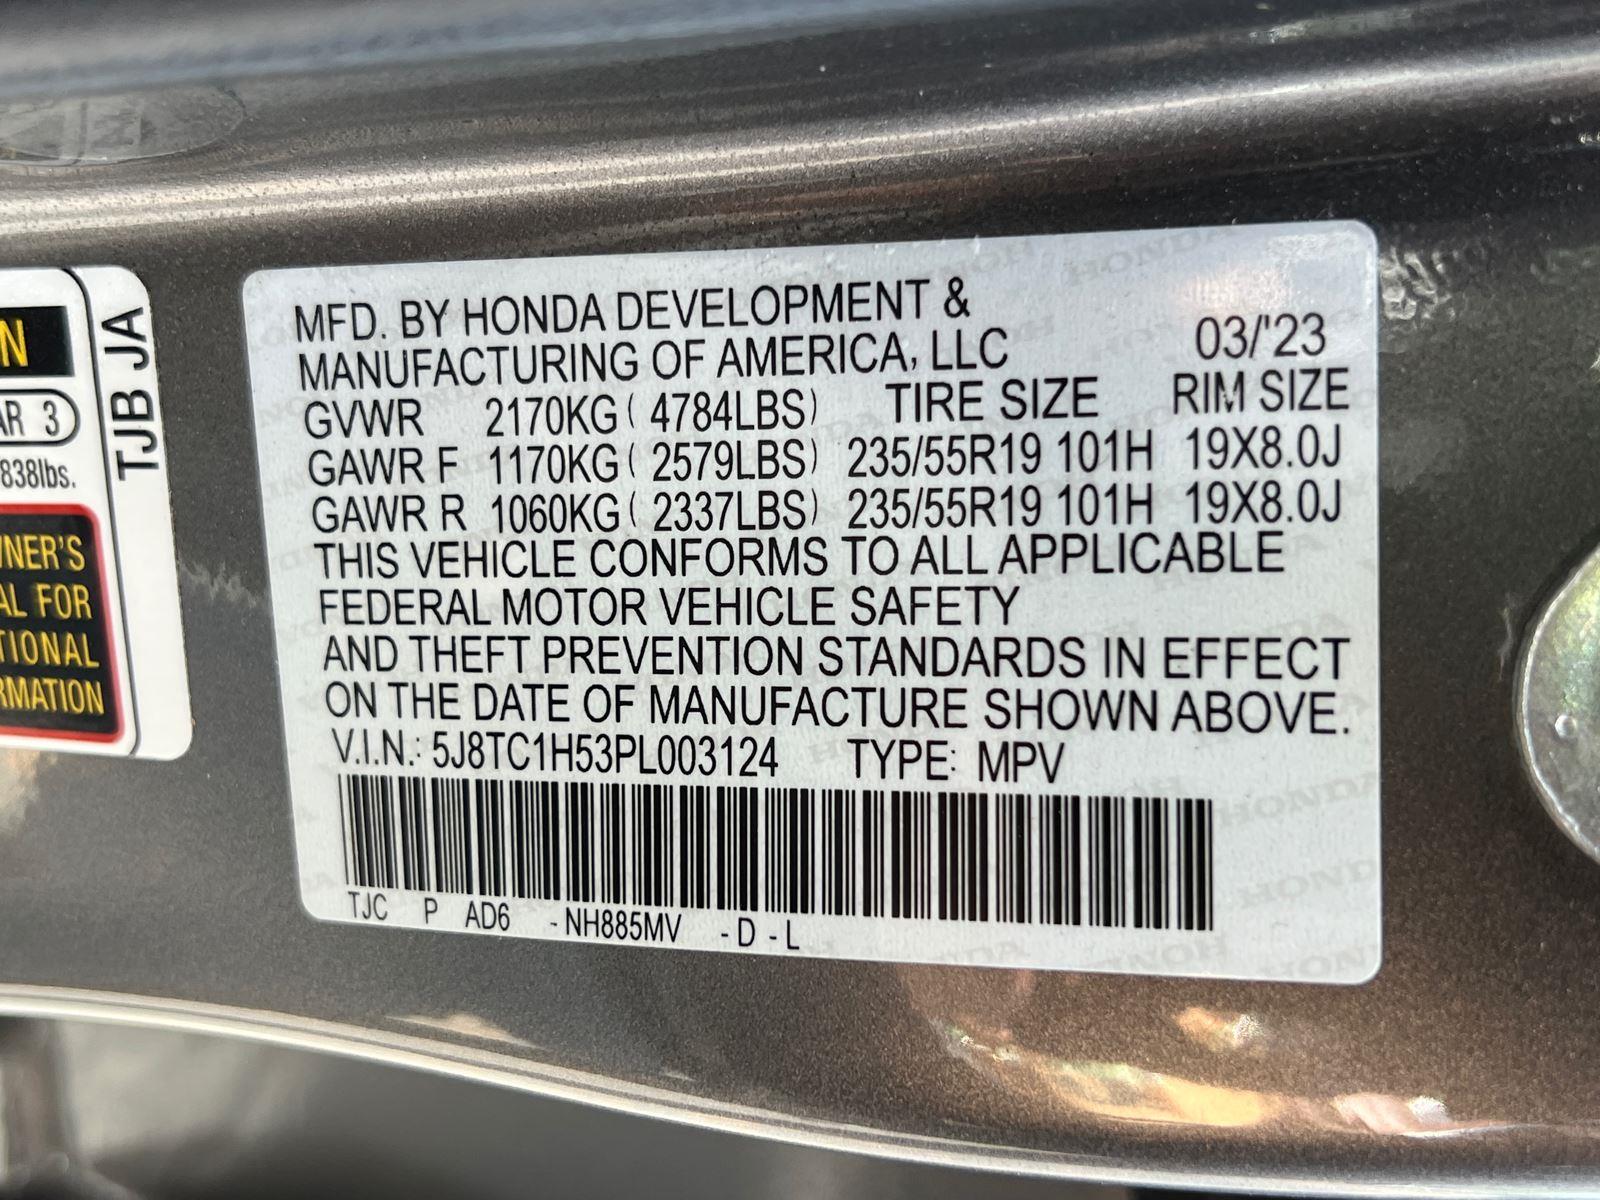 MFD. BY HONDA DEVELOPMENT &
MANUFACTURING OF AMERICA, LLC 03/'23
GVWR 2170KG ( 4784LBS) TIRE SIZE RIM SIZE
GAWR F 1170KG ( 2579LBS) 235/55R19 101H 19X8.0J
GAWR R 1060KG ( 2337LBS) 235/55R19 101H 19X8.0J
THIS VEHICLE CONFORMS TO ALL APPLICABLE
FEDERAL MOTOR VEHICLE SAFETY
AND THEFT PREVENTION STANDARDS IN EFFECT
ON THE DATE OF MANUFACTURE SHOWN ABOVE.
V.I.N.: 5J8TC1H53PL003124 TYPE: MPV
TJC P AD6 -NH885MV -D -L
TJB JA
3
838lbs.
FOR